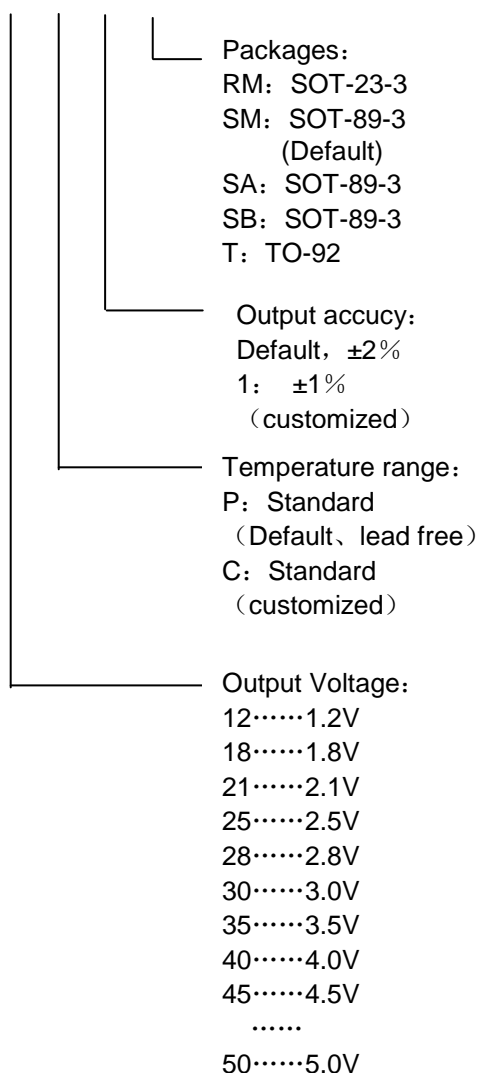 Packages：
RM：SOT-23-3
SM：SOT-89-3
(Default)
SA：SOT-89-3
SB：SOT-89-3
T：TO-92
Output accucy：
Default，±2％
1： ±1％
（customized）
Temperature range：
P：Standard
（Default、lead free）
C：Standard
（customized）
Output Voltage：
12……1.2V
18……1.8V
21……2.1V
25……2.5V
28……2.8V
30……3.0V
35……3.5V
40……4.0V
45……4.5V
……
50……5.0V